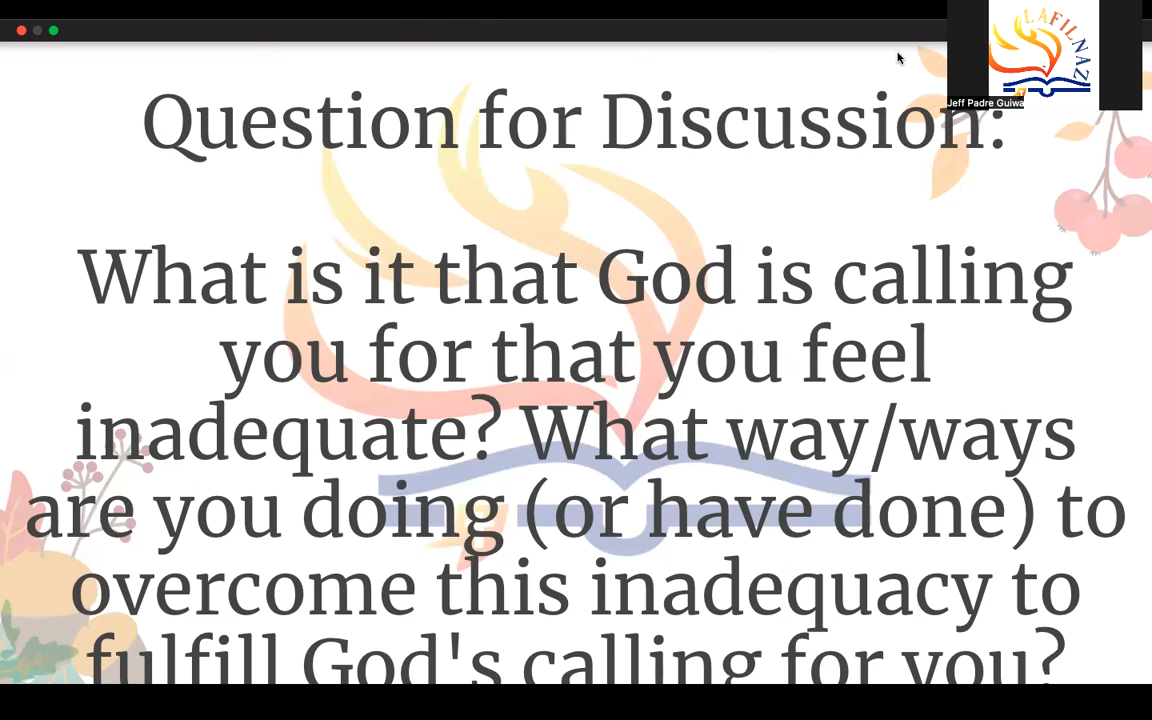 LAFILNAZ
Jeff Padre Guiwa
Question for Discussion:
What is it that God is calling
you for that you feel
inadequate? What way/ways
are you doing (or have done) to
overcome this inadequacy to
fulfill God's calling for you?